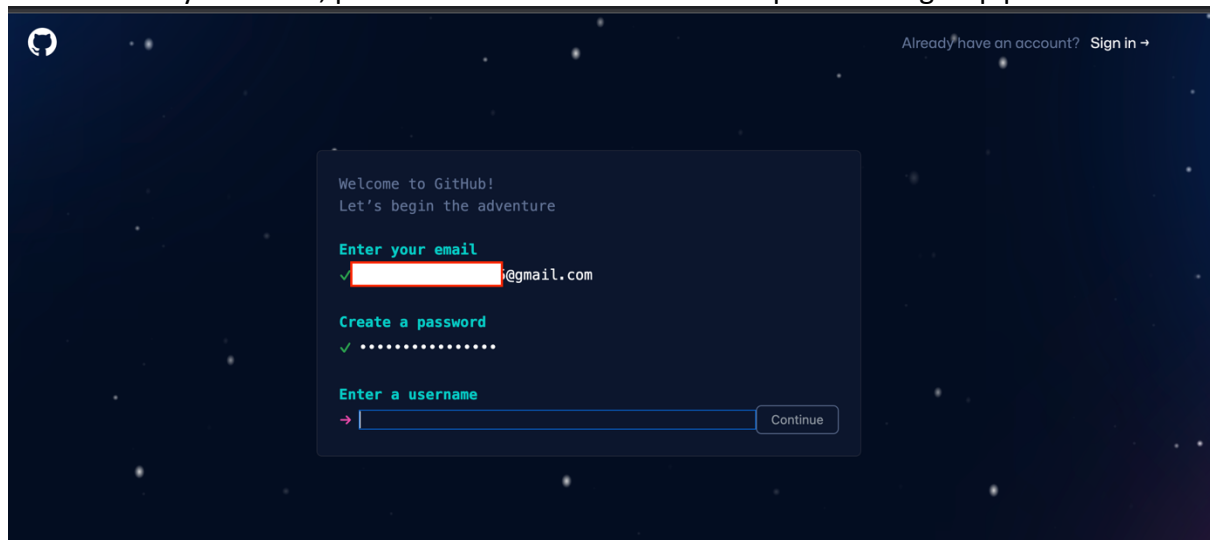 Already have an account? Sign in →
Welcome to GitHub!
Let's begin the adventure
Enter your email
✓ @gmail.com
Create a password
✓ ••••••••••••••••
Enter a username
→ Continue